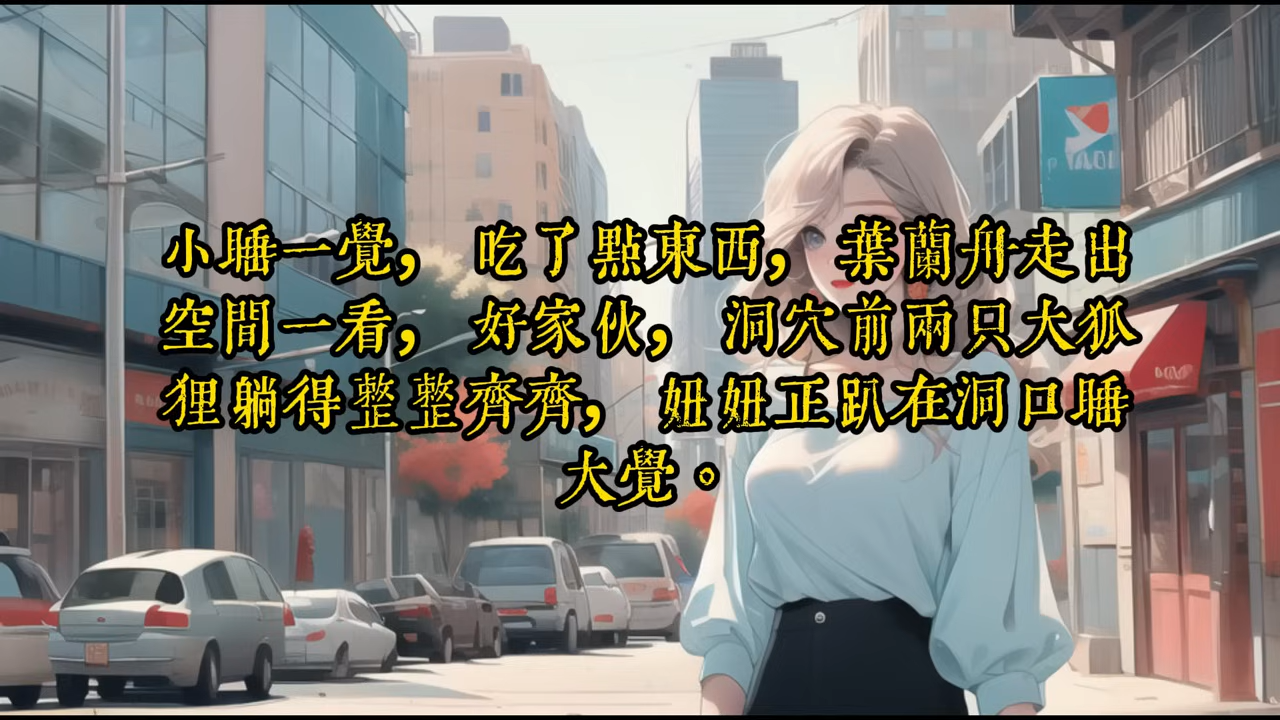 小睡一覺， 吃了點東西， 葉蘭舟走出
空間一看， 好家伙， 洞穴前兩只大狐
狸躺得整整齊齊， 妞妞正趴在洞口睡
大覺。